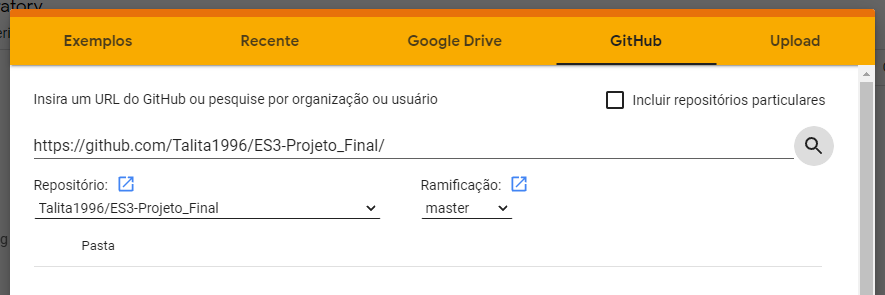 Exemplos Recente Google Drive GitHub Upload
Insira um URL do GitHub ou pesquise por organização ou usuário
Incluir repositórios particulares
https://github.com/Talita1996/ES3-Projeto_Final/
Repositório: Ramificação:
Talita1996/ES3-Projeto_Final master
Pasta